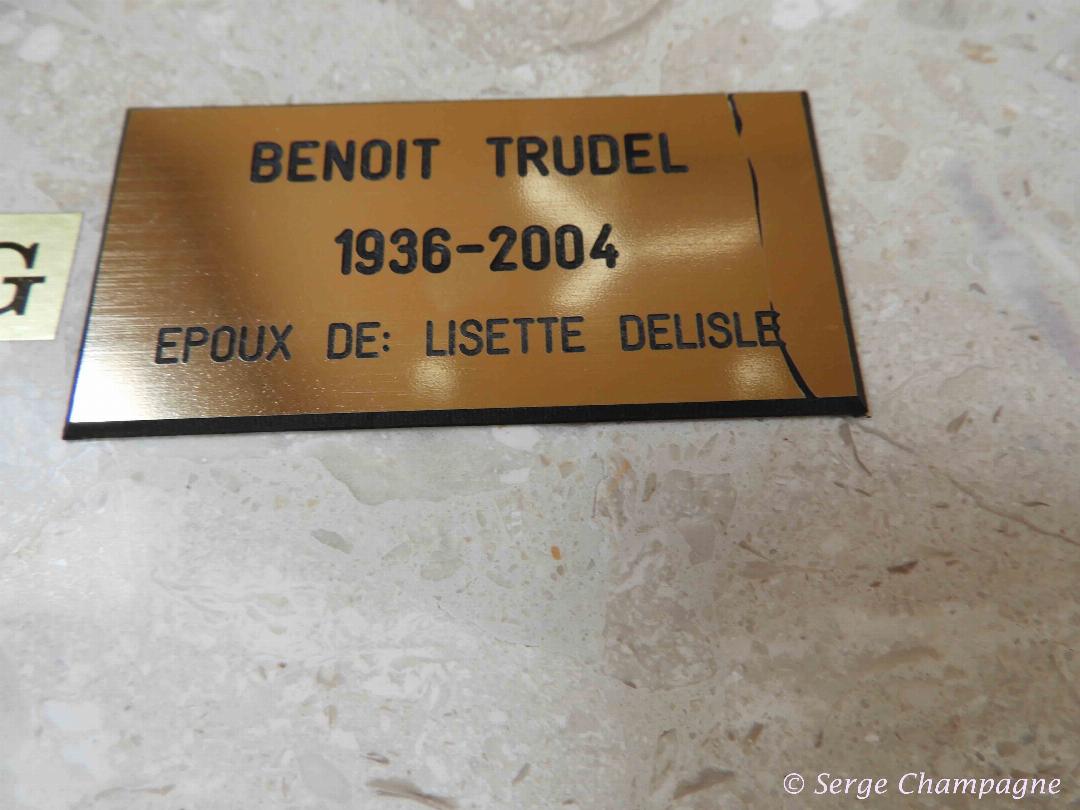 BENOIT TRUDEL
1936-2004
EPOUX DE: LISETTE DELISLE
G
© Serge Champagne